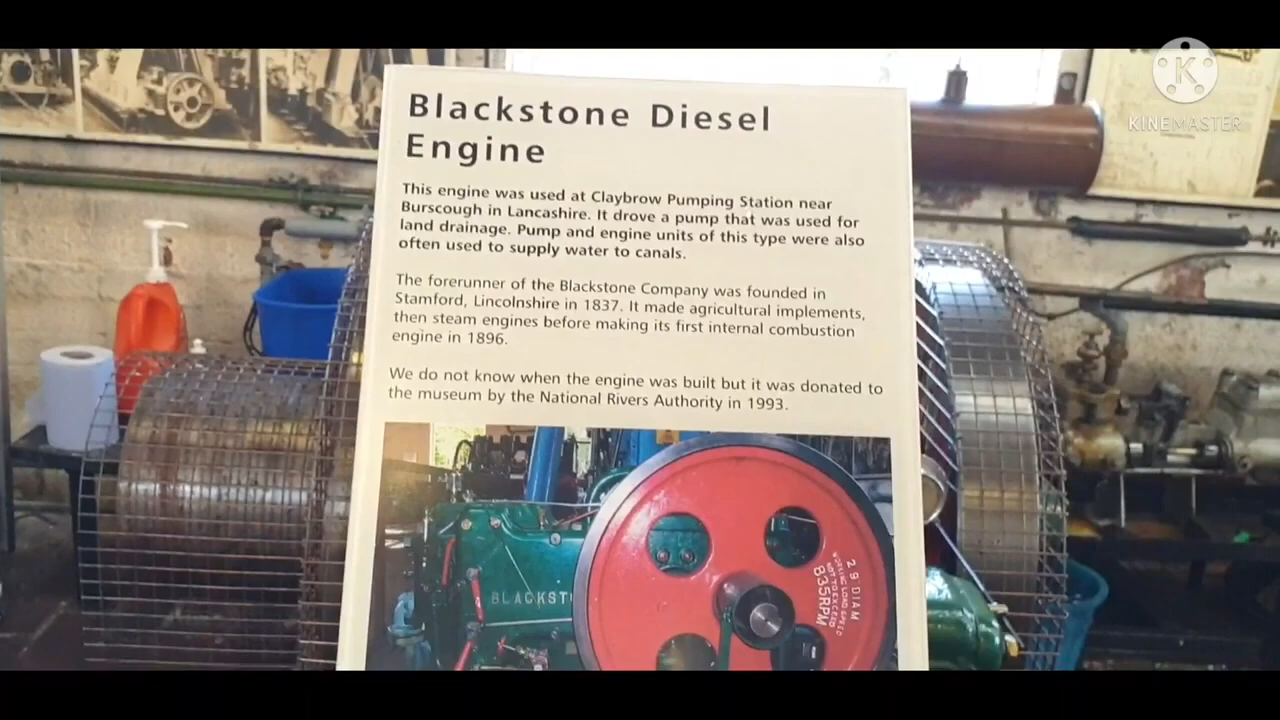 Blackstone Diesel
Engine
This engine was used at Claybrow Pumping Station near
Burscough in Lancashire. It drove a pump that was used for
land drainage. Pump and engine units of this type were also
often used to supply water to canals.
The forerunner of the Blackstone Company was founded in
Stamford, Lincolnshire in 1837. It made agricultural implements,
then steam engines before making its first internal combustion
engine in 1896.
We do not know when the engine was built but it was donated to
the museum by the National Rivers Authority in 1993.
BLACKST
29 DIAM
NOT TO EXCEED
835RPM
K
KINEMASTER